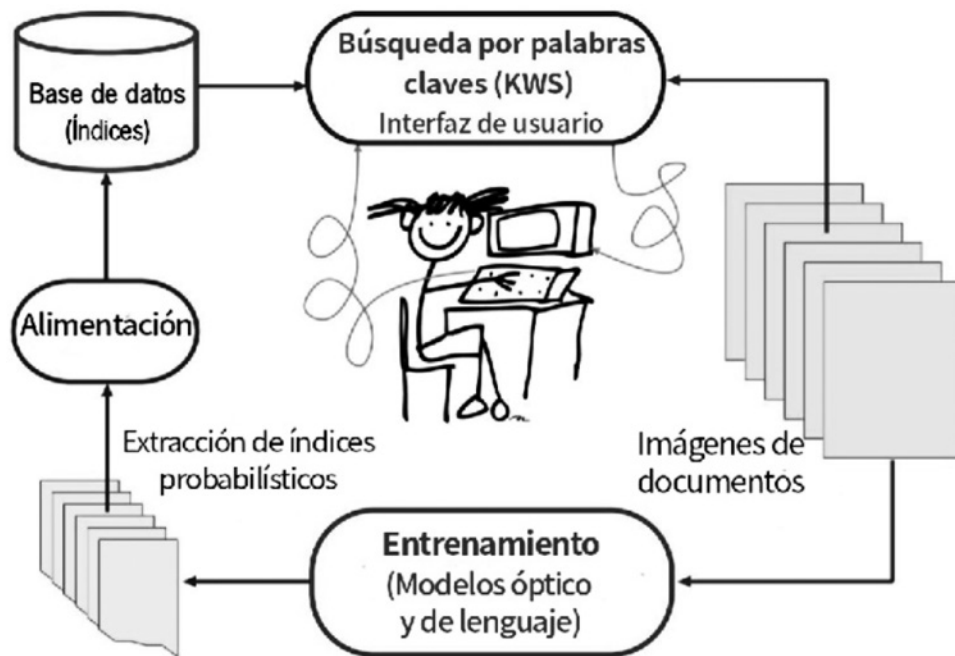 Búsqueda por palabras
claves (KWS)
Interfaz de usuario
Base de datos
(Índices)
Alimentación
Extracción de índices
probabilísticos
Imágenes de
documentos
Entrenamiento
(Modelos óptico
y de lenguaje)